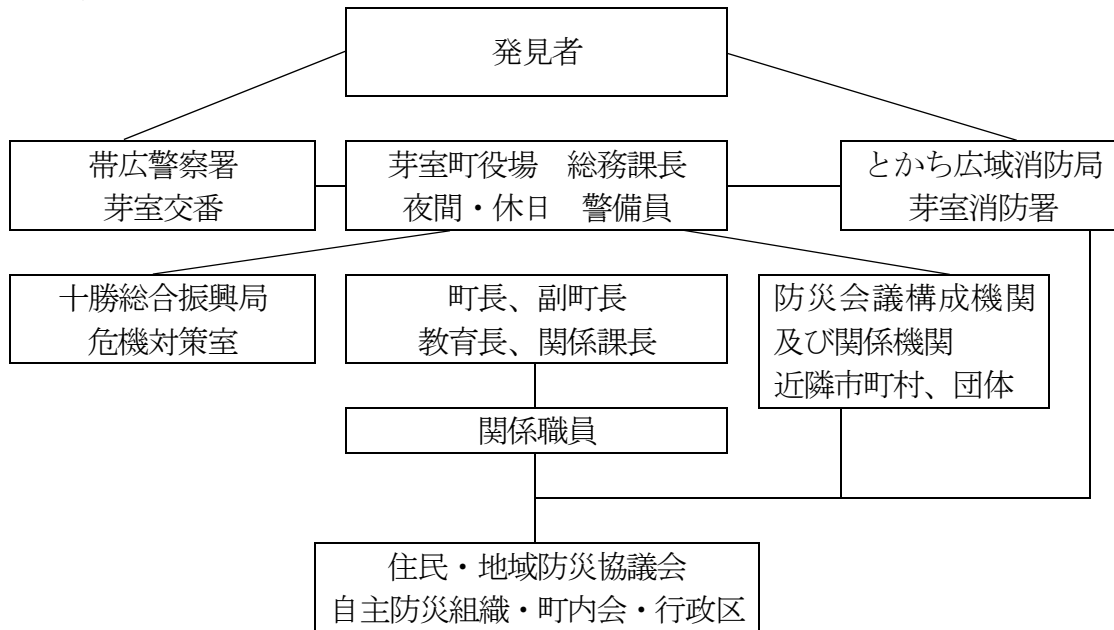 発見者
帯広警察署
芽室交番
芽室町役場　総務課長
夜間・休日　警備員
とかち広域消防局
芽室消防署
十勝総合振興局
危機対策室
町長、副町長
教育長、関係課長
防災会議構成機関
及び関係機関
近隣市町村、団体
関係職員
住民・地域防災協議会
自主防災組織・町内会・行政区